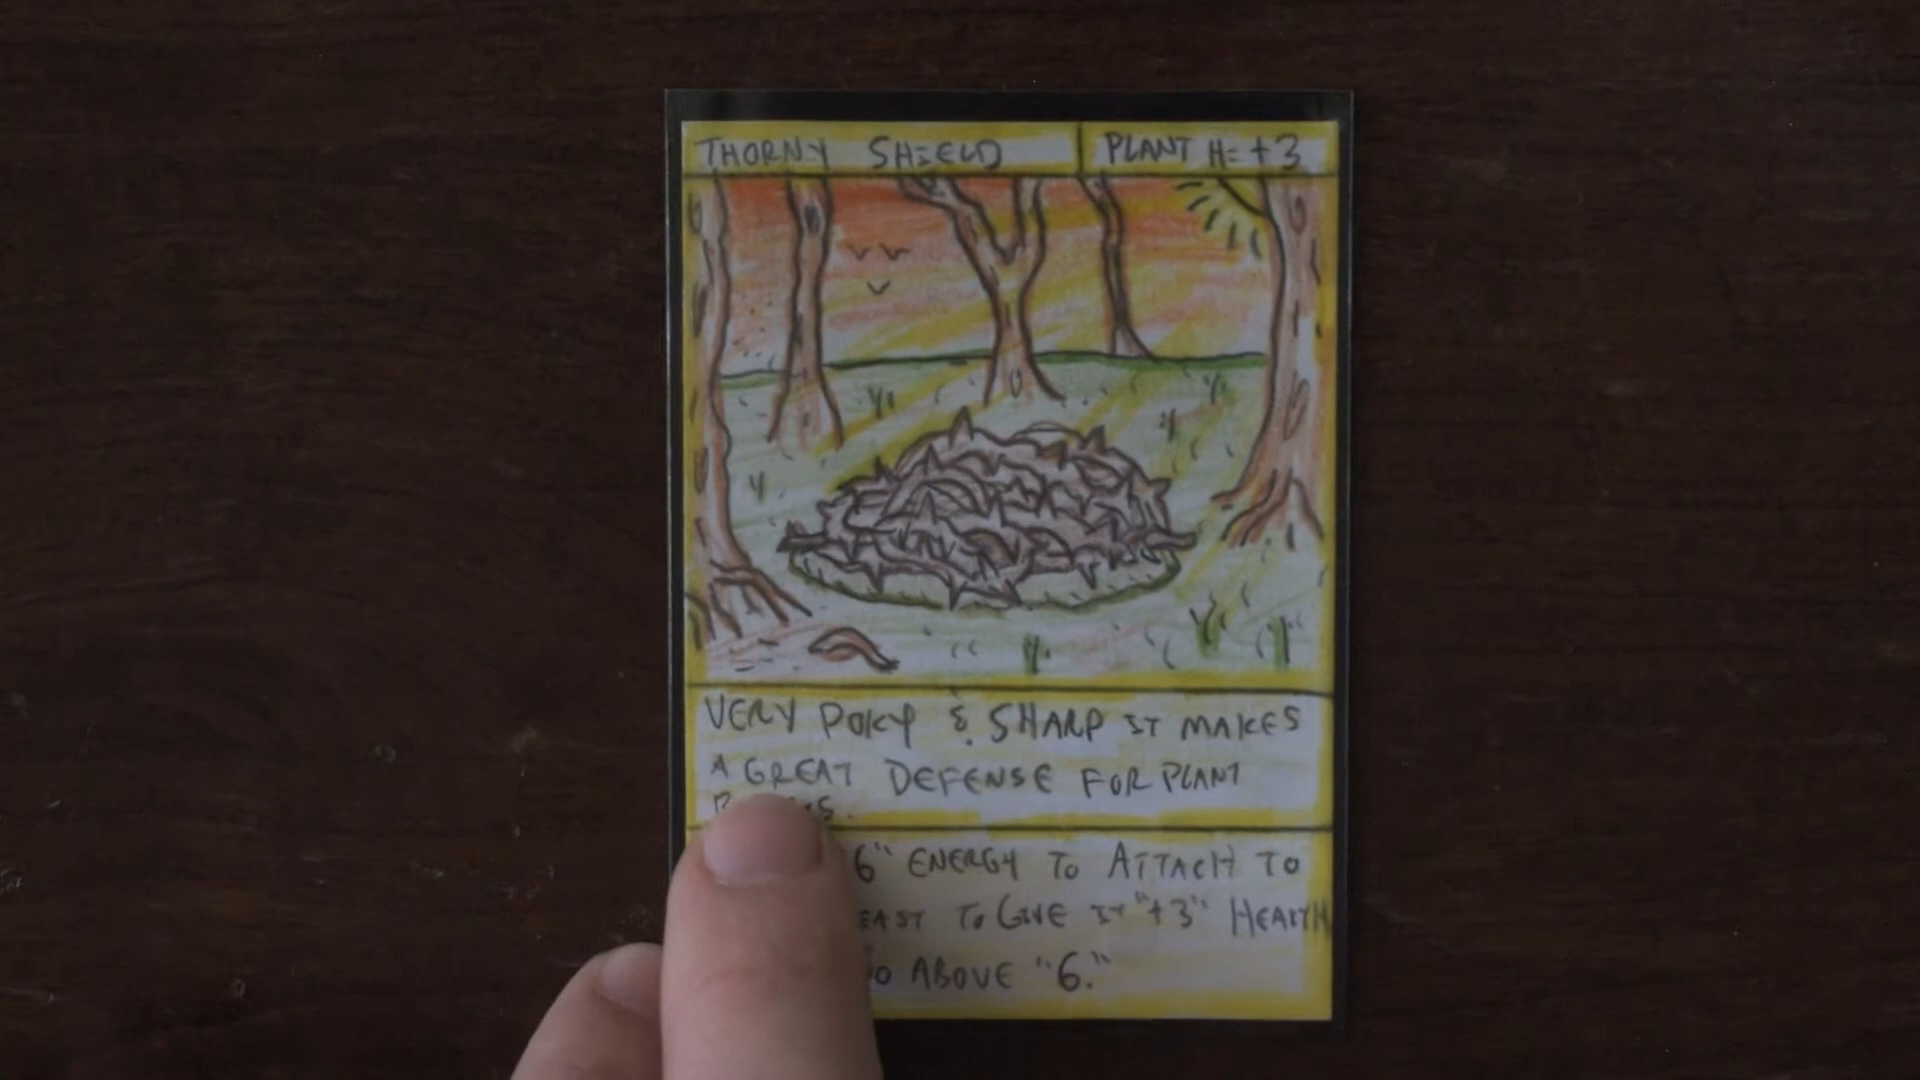 THORNY SHIELD
PLANT H=+3
VERY POKY & SHARP IT MAKES
A GREAT DEFENSE FOR PLANT
6" ENERGY TO ATTACH TO
TO GIVE IT "+3" HEALTH
ABOVE "6."